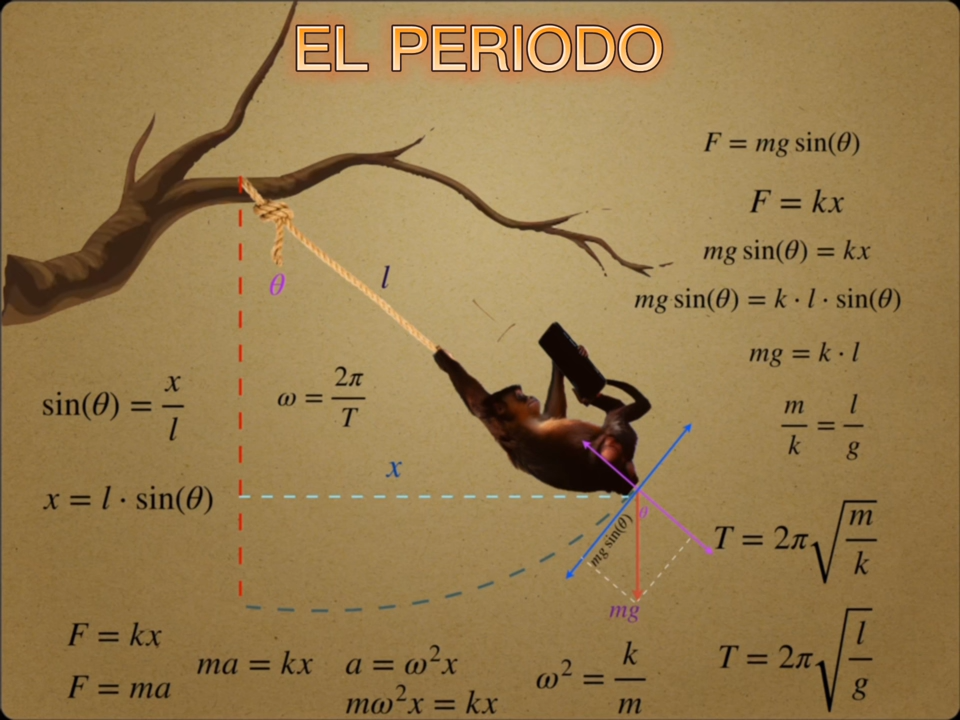 EL PERIODO
F = mg sin(θ)
F = kx
mg sin(θ) = kx
mg sin(θ) = k · l · sin(θ)
mg = k · l
m/k = l/g
T = 2π√(m/k)
T = 2π√(l/g)
θ
l
sin(θ) = x/l
ω = 2π/T
x
x = l · sin(θ)
θ
mg sin(θ)
mg
F = kx
F = ma
ma = kx
a = ω²x
mω²x = kx
ω² = k/m